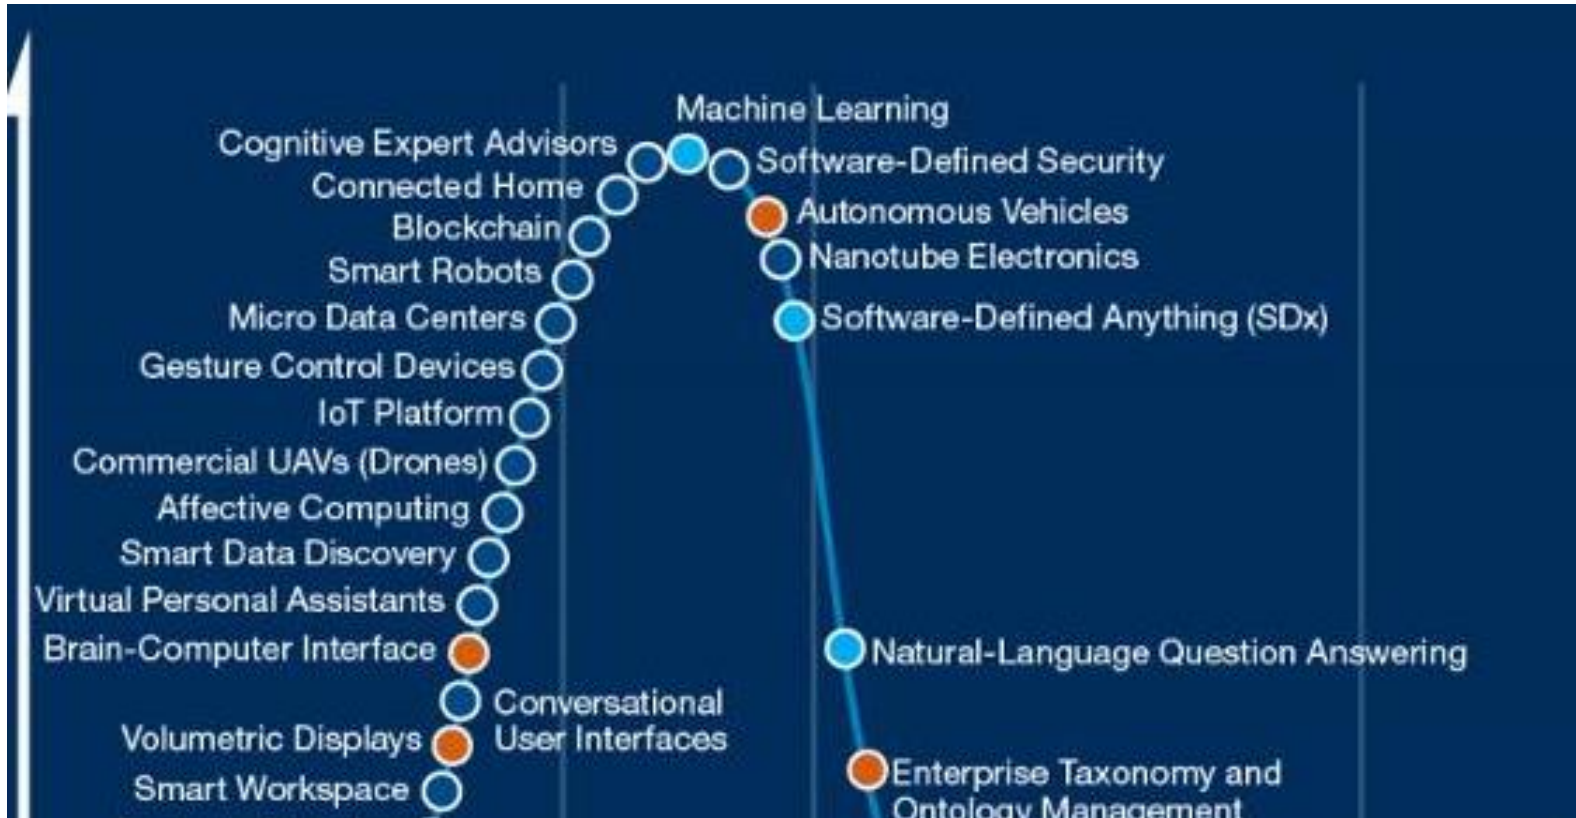 Machine Learning
Cognitive Expert Advisors
Software-Defined Security
Connected Home
Autonomous Vehicles
Blockchain
Nanotube Electronics
Smart Robots
Micro Data Centers
Software-Defined Anything (SDx)
Gesture Control Devices
IoT Platform
Commercial UAVs (Drones)
Affective Computing
Smart Data Discovery
Virtual Personal Assistants
Brain-Computer Interface
Natural-Language Question Answering
Conversational
User Interfaces
Volumetric Displays
Enterprise Taxonomy and
Ontology Management
Smart Workspace